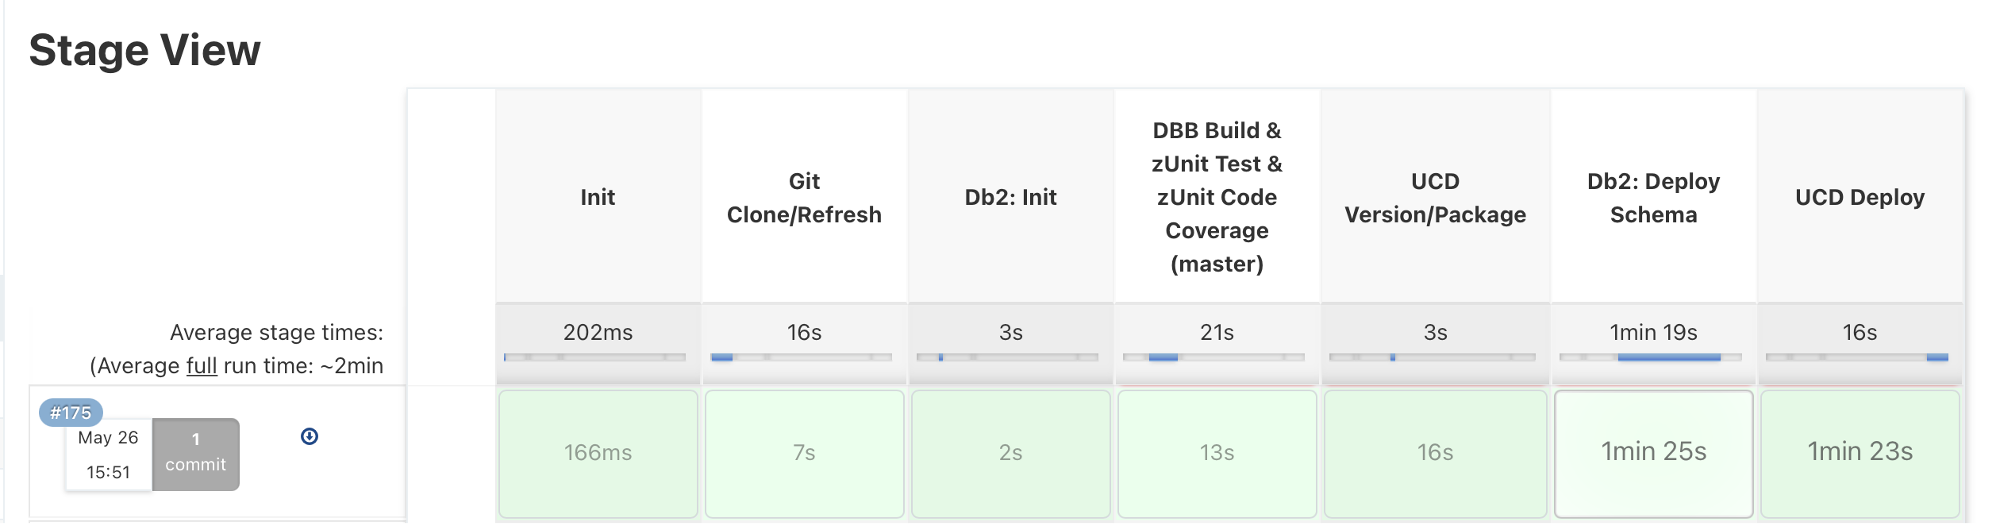 Stage View
Init
Git
Clone/Refresh
Db2: Init
DBB Build &
zUnit Test &
zUnit Code
Coverage
(master)
UCD
Version/Package
Db2: Deploy
Schema
UCD Deploy
Average stage times:
(Average full run time: ~2min
202ms
16s
3s
21s
3s
1min 19s
16s
#175
May 26
15:51
1
commit
166ms
7s
2s
13s
16s
1min 25s
1min 23s